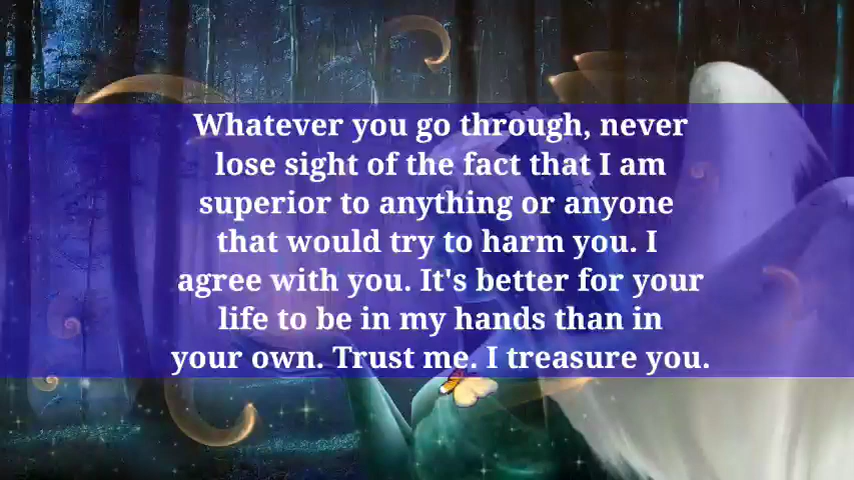 Whatever you go through, never
lose sight of the fact that I am
superior to anything or anyone
that would try to harm you. I
agree with you. It's better for your
life to be in my hands than in
your own. Trust me. I treasure you.